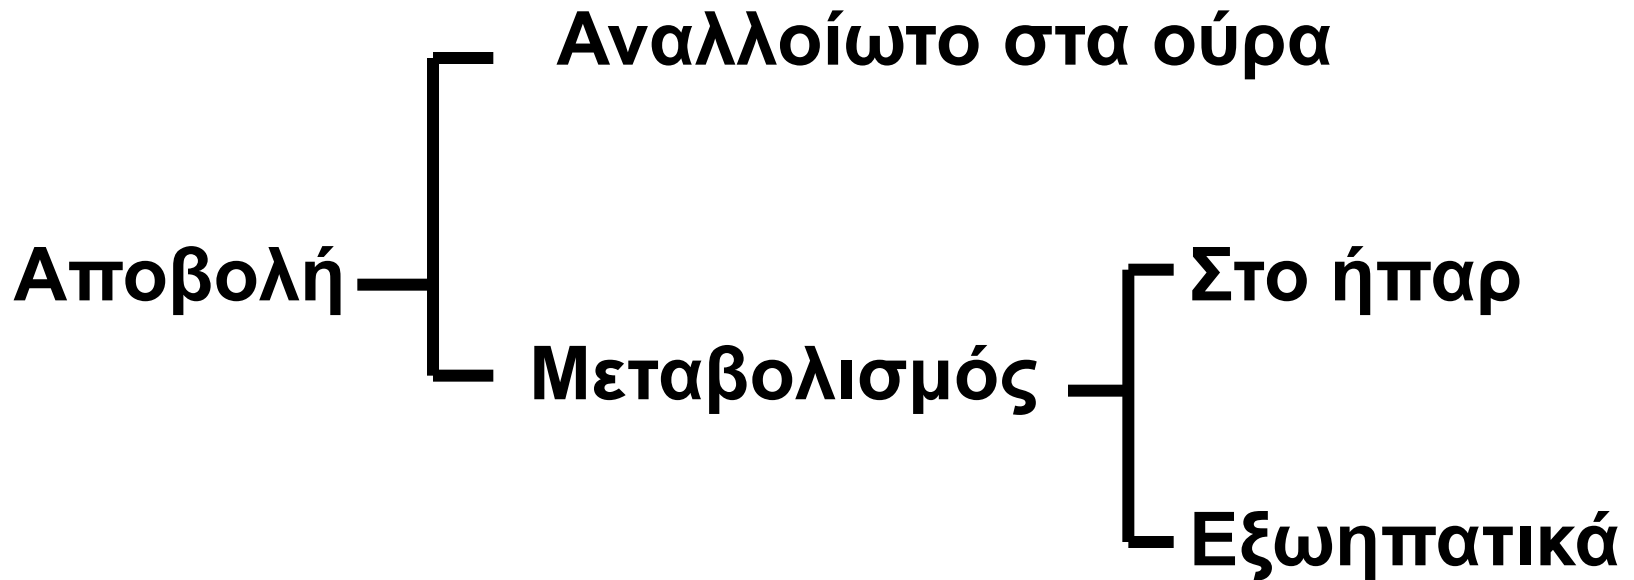 Αναλλοίωτο στα ούρα
Αποβολή
Στο ήπαρ
Μεταβολισμός
Εξωηπατικά